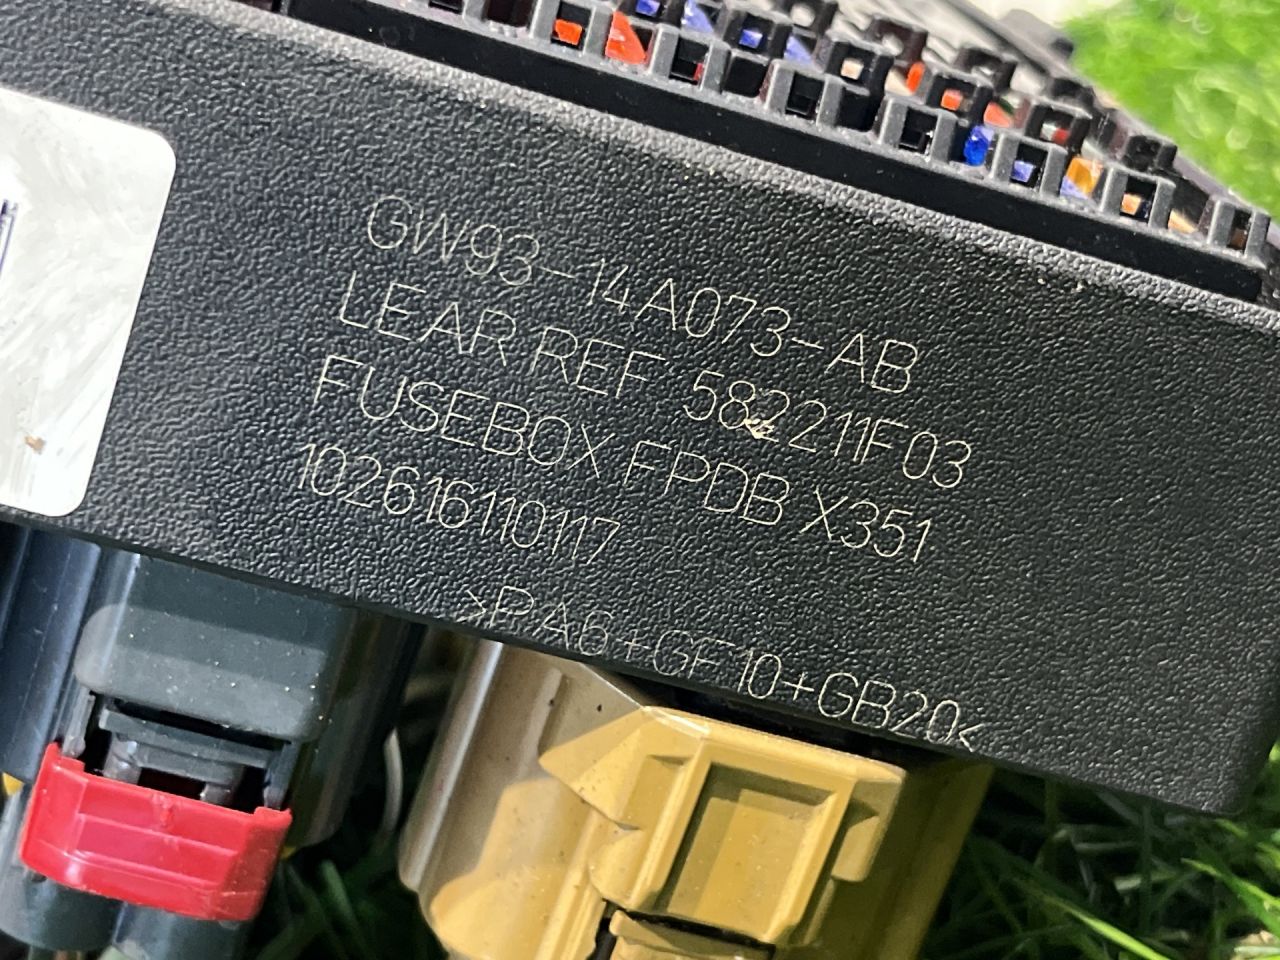 GW93-14A073-AB
LEAR REF 582211F03
FUSEBOX FPDB X351
102616110117
>PA6+GF10+GB20<